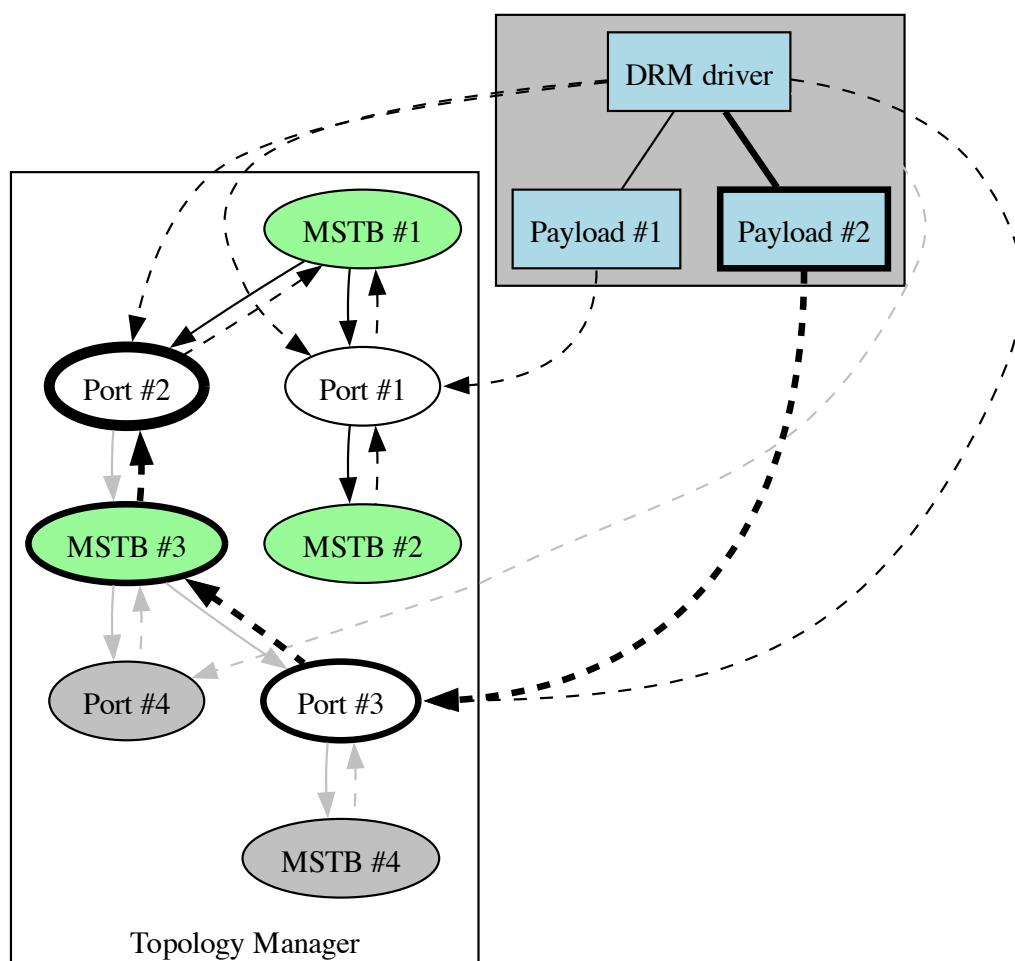 DRM driver
Payload #1
Payload #2
MSTB #1
Port #2
Port #1
MSTB #3
MSTB #2
Port #4
Port #3
MSTB #4
Topology Manager